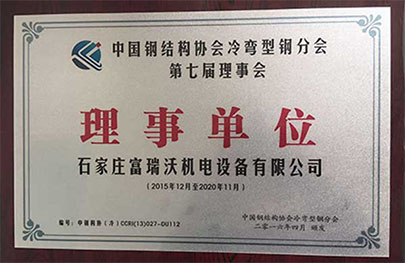 中国钢结构协会冷弯型钢分会
第七届理事会
理事单位
石家庄富瑞沃机电设备有限公司
(2015年12月至2020年11月)
编号：中钢构协(冷)CCRI(13)027-DU112
中国钢结构协会冷弯型钢分会
二零一六年四月 颁发